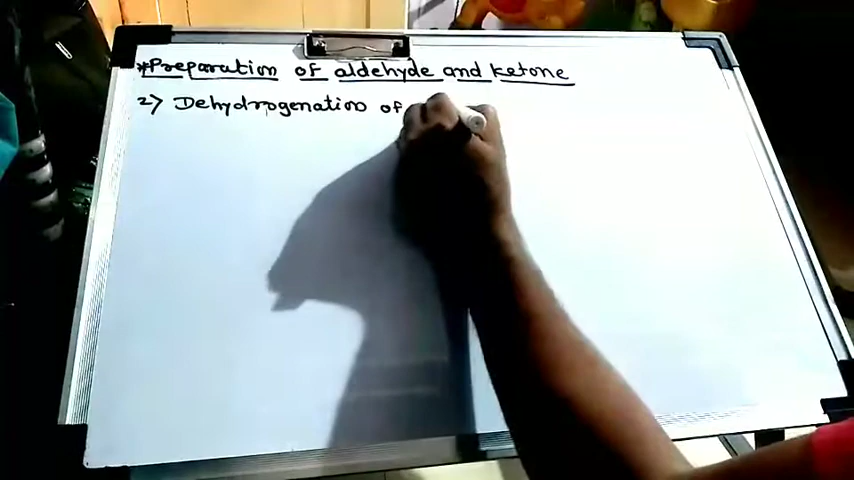 *Preparation of aldehyde and ketone
2) Dehydrogenation of